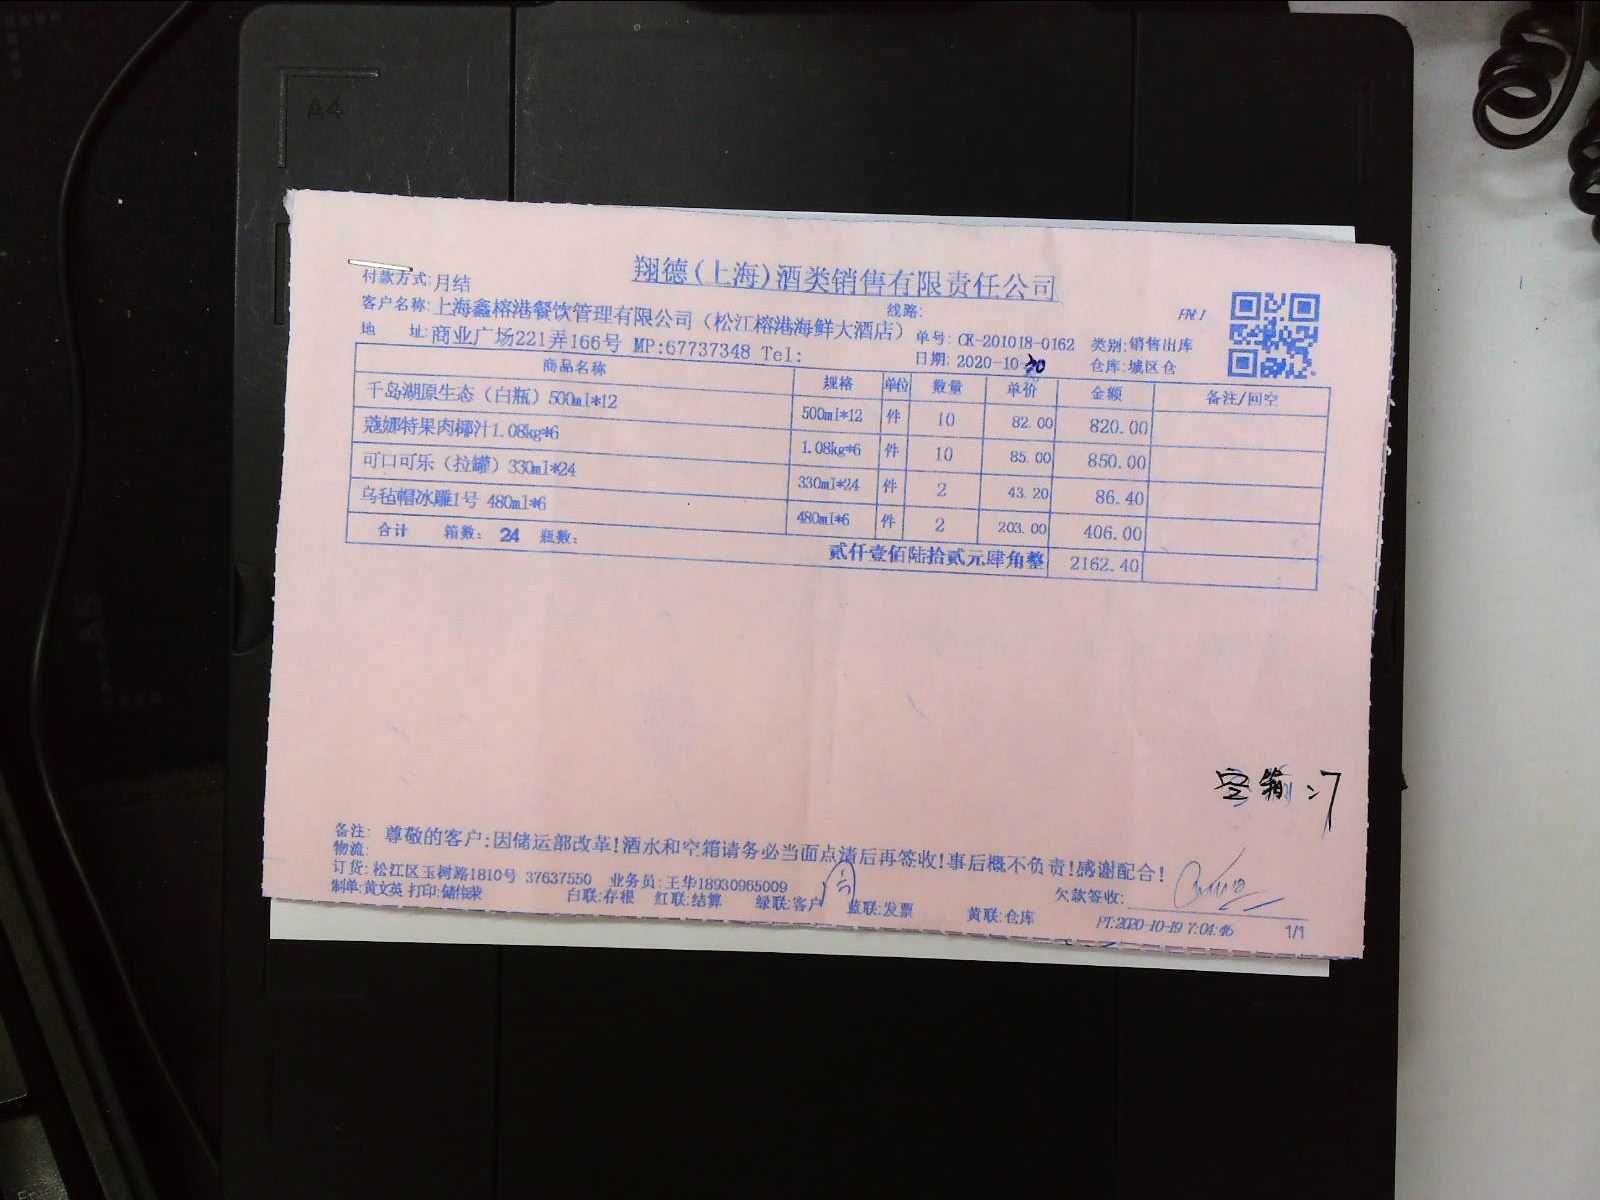 A4
翔德(上海)酒类销售有限责任公司
付款方式:月结
客户名称:上海鑫榕港餐饮管理有限公司（松江榕港海鲜大酒店）
线路:
单号: CK-201018-0162 类别:销售出库
地 址:商业广场221弄166号 MP:67737348 Tel:
日期: 2020-10-20 仓库:城区仓
商品名称 规格 单位 数量 单价 金额 备注/回空
千岛湖原生态（白瓶）500ml*12 500ml*12 件 10 82.00 820.00
蔻娜特果肉椰汁1.08kg*6 1.08kg*6 件 10 85.00 850.00
可口可乐（拉罐）330ml*24 330ml*24 件 2 43.20 86.40
乌毡帽冰雕1号 480ml*6 480ml*6 件 2 203.00 406.00
合计 箱数: 24 瓶数: 贰仟壹佰陆拾贰元肆角整 2162.40
空箱:7
备注: 尊敬的客户:因储运部改革!酒水和空箱请务必当面点清后再签收!事后概不负责!感谢配合!
物流:
订货:松江区玉树路1810号 37637550 业务员:王华18930965009
欠款签收:
制单:黄文英 打印:储伟荣 白联:存根 红联:结算 绿联:客户 蓝联:发票 黄联:仓库 PT:2020-10-19 7:04:46 1/1